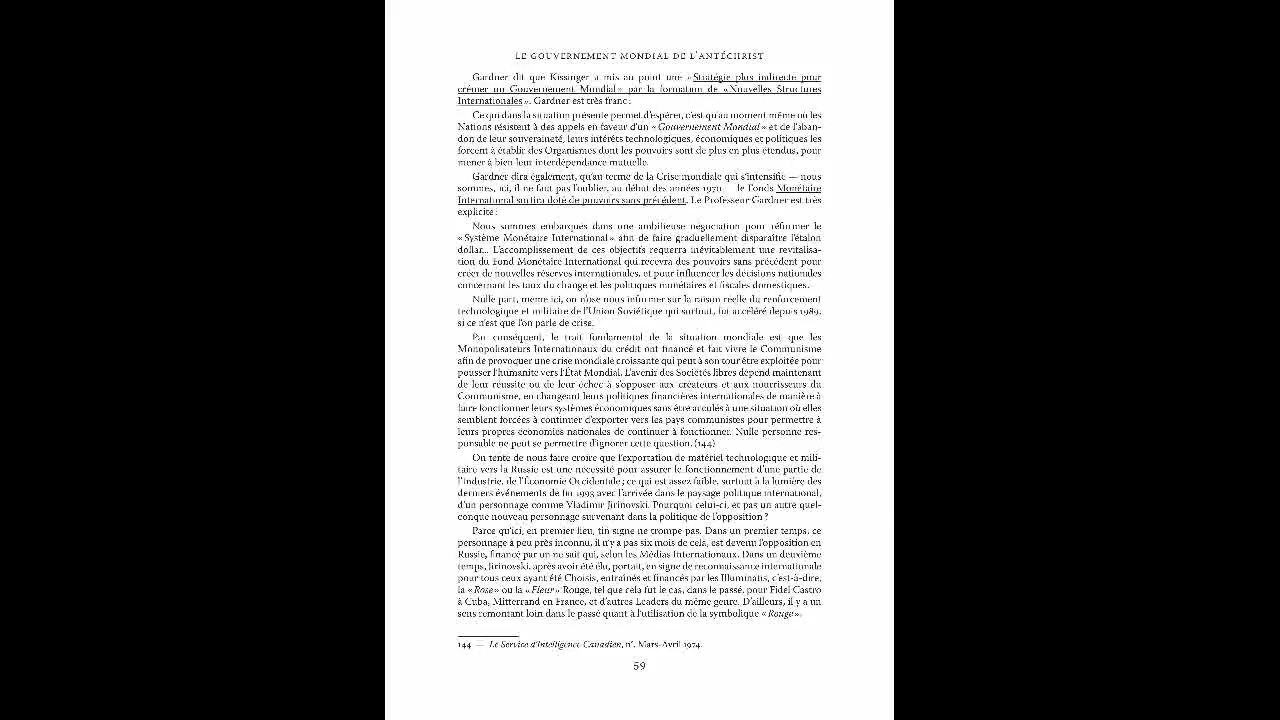 Le gouvernement mondial de l'antéchrist
Gardner dit que Kissinger a mis au point une « Stratégie plus indirecte pour
crémer un Gouvernement Mondial » par la formation de « Nouvelles Structures
Internationales ». Gardner est très franc :
Ce qui dans la situation présente permet d'espérer, c'est qu'au moment même où les
Nations résistent à des appels en faveur d'un « Gouvernement Mondial » et de l'aban-
don de leur souveraineté, leurs intérêts technologiques, économiques et politiques les
forcent à établir des Organismes dont les pouvoirs sont de plus en plus étendus, pour
mener à bien leur interdépendance mutuelle.
Gardner dira également, qu'au terme de la Crise mondiale qui s'intensifie — nous
sommes, ici, il ne faut pas l'oublier, au début des années 1970 — le Fonds Monétaire
International sortira doté de pouvoirs sans précédent. Le Professeur Gardner est très
explicite :
Nous sommes embarqués dans une ambitieuse négociation pour réformer le
« Système Monétaire International », afin de faire graduellement disparaître l'étalon
dollar... L'accomplissement de ces objectifs requerra inévitablement une revitalisa-
tion du Fond Monétaire International qui recevra des pouvoirs sans précédent pour
créer de nouvelles réserves internationales, et pour influencer les décisions nationales
concernant les taux du change et les politiques monétaires et fiscales domestiques.
Nulle part, même ici, on n'ose nous informer sur la raison réelle du renforcement
technologique et militaire de l'Union Soviétique qui surtout, fut accéléré depuis 1989,
si ce n'est que l'on parle de crise.
Par conséquent, le trait fondamental de la situation mondiale est que les
Monopolisateurs Internationaux du crédit ont financé et fait vivre le Communisme
afin de provoquer une crise mondiale croissante qui peut à son tour être exploitée pour
pousser l'humanité vers l'État Mondial. L'avenir des Sociétés libres dépend maintenant
de leur réussite ou de leur échec à s'opposer aux créateurs et aux nourrisseurs du
Communisme, en changeant leurs politiques financières internationales de manière à
faire fonctionner leurs systèmes économiques sans être acculés à une situation où elles
semblent forcées à continuer d'exporter vers les pays communistes pour permettre à
leurs propres économies nationales de continuer à fonctionner. Nulle personne res-
ponsable ne peut se permettre d'ignorer cette question. (144)
On tente de nous faire croire que l'exportation de matériel technologique et mili-
taire vers la Russie est une nécessité pour assurer le fonctionnement d'une partie de
l'Industrie, de l'Économie Occidentale ; ce qui est assez faible, surtout à la lumière des
derniers événements de fin 1993 avec l'arrivée dans le paysage politique international,
d'un personnage comme Vladimir Jirinovski. Pourquoi celui-ci, et pas un autre quel-
conque nouveau personnage survenant dans la politique de l'opposition ?
Parce qu'ici, en premier lieu, tin signe ne trompe pas. Dans un premier temps, ce
personnage à peu près inconnu, il n'y a pas six mois de cela, est devenu l'opposition en
Russie, financé par on ne sait qui, selon les Médias Internationaux. Dans un deuxième
temps, Jirinovski, après avoir été élu, portait, en signe de reconnaissance internationale
pour tous ceux ayant été Choisis, entraînés et financés par les Illuminatis, c'est-à-dire,
la « Rose » ou la « Fleur » Rouge, tel que cela fut le cas, dans le passé, pour Fidel Castro
à Cuba, Mitterrand en France, et d'autres Leaders du même genre. D'ailleurs, il y a un
sens remontant loin dans le passé quant à l'utilisation de la symbolique « Rouge ».
144 — Le Service d'Intelligence Canadien, n°. Mars-Avril 1974.
59